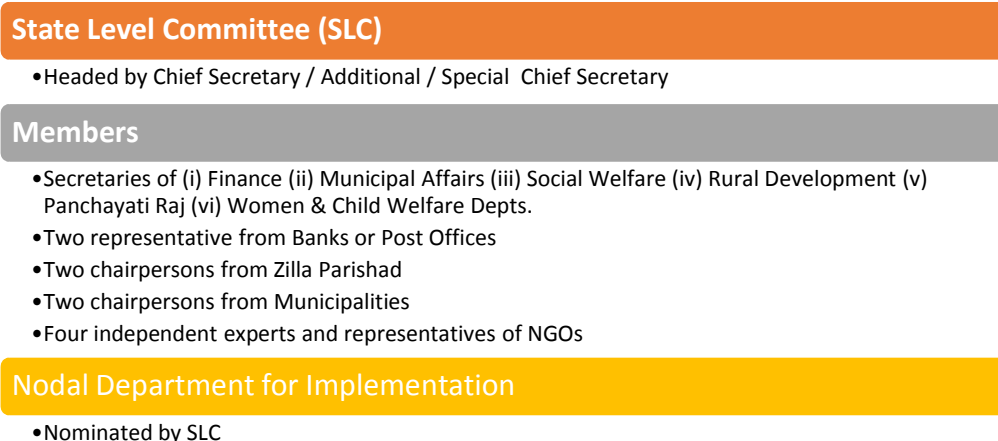 State Level Committee (SLC)
•Headed by Chief Secretary / Additional / Special  Chief Secretary
Members
•Secretaries of (i) Finance (ii) Municipal Affairs (iii) Social Welfare (iv) Rural Development (v)
Panchayati Raj (vi) Women & Child Welfare Depts.
•Two representative from Banks or Post Offices
•Two chairpersons from Zilla Parishad
•Two chairpersons from Municipalities
•Four independent experts and representatives of NGOs
Nodal Department for Implementation
•Nominated by SLC